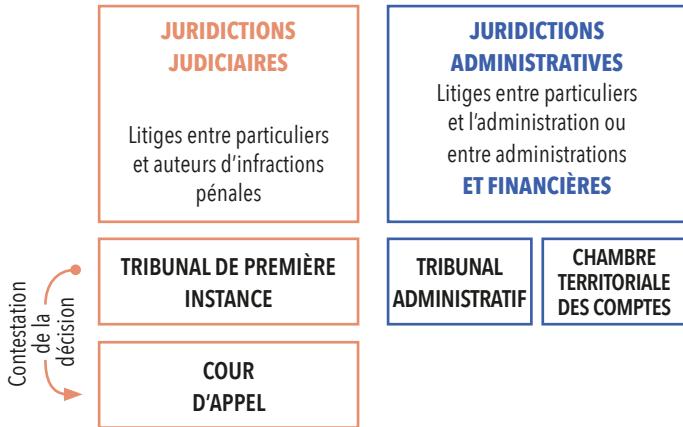 JURIDICTIONS
JUDICIAIRES
Litiges entre particuliers
et auteurs d'infractions
pénales
JURIDICTIONS
ADMINISTRATIVES
Litiges entre particuliers
et l'administration ou
entre administrations
ET FINANCIÈRES
Contestation
de la
décision
TRIBUNAL DE PREMIÈRE
INSTANCE
TRIBUNAL
ADMINISTRATIF
CHAMBRE
TERRITORIALE
DES COMPTES
COUR
D'APPEL